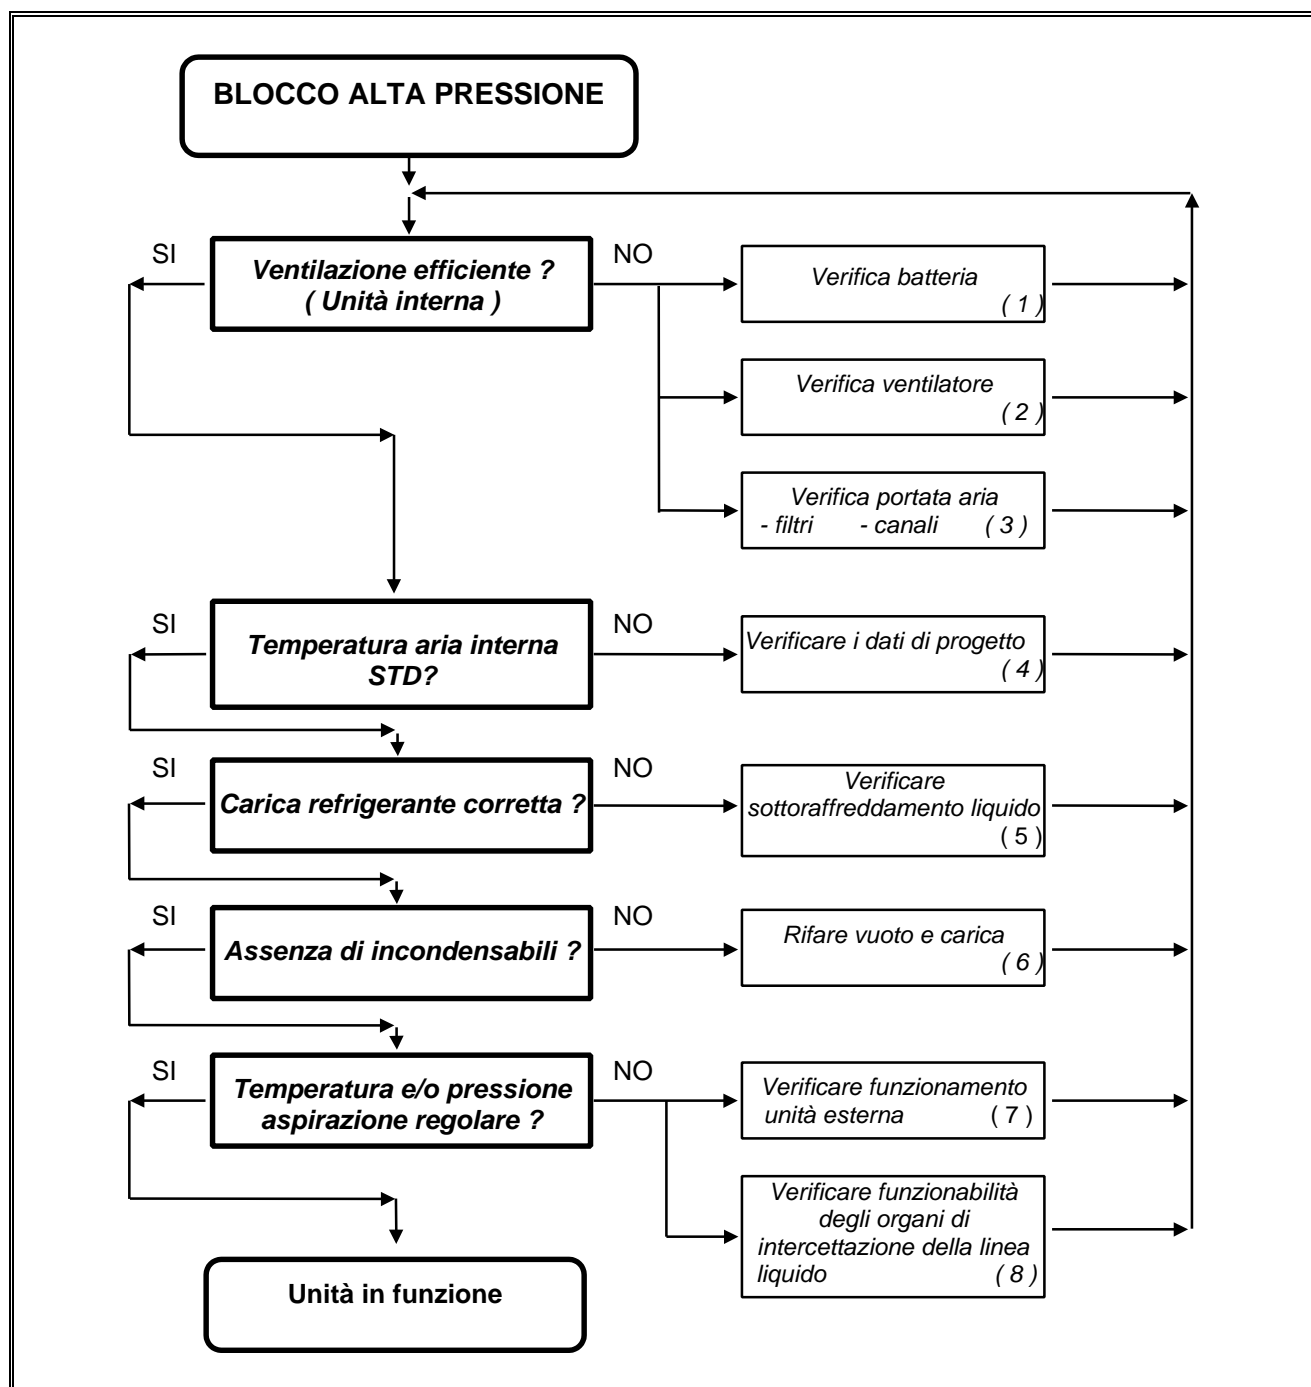 BLOCCO ALTA PRESSIONE
SI
Ventilazione efficiente ?
( Unità interna )
NO
Verifica batteria
( 1 )
Verifica ventilatore
( 2 )
Verifica portata aria
- filtri - canali ( 3 )
SI
Temperatura aria interna
STD?
NO
Verificare i dati di progetto
( 4 )
SI
Carica refrigerante corretta ?
NO
Verificare
sottoraffreddamento liquido
( 5 )
SI
Assenza di incondensabili ?
NO
Rifare vuoto e carica
( 6 )
SI
Temperatura e/o pressione
aspirazione regolare ?
NO
Verificare funzionamento
unità esterna ( 7 )
Verificare funzionabilità
degli organi di
intercettazione della linea
liquido ( 8 )
Unità in funzione